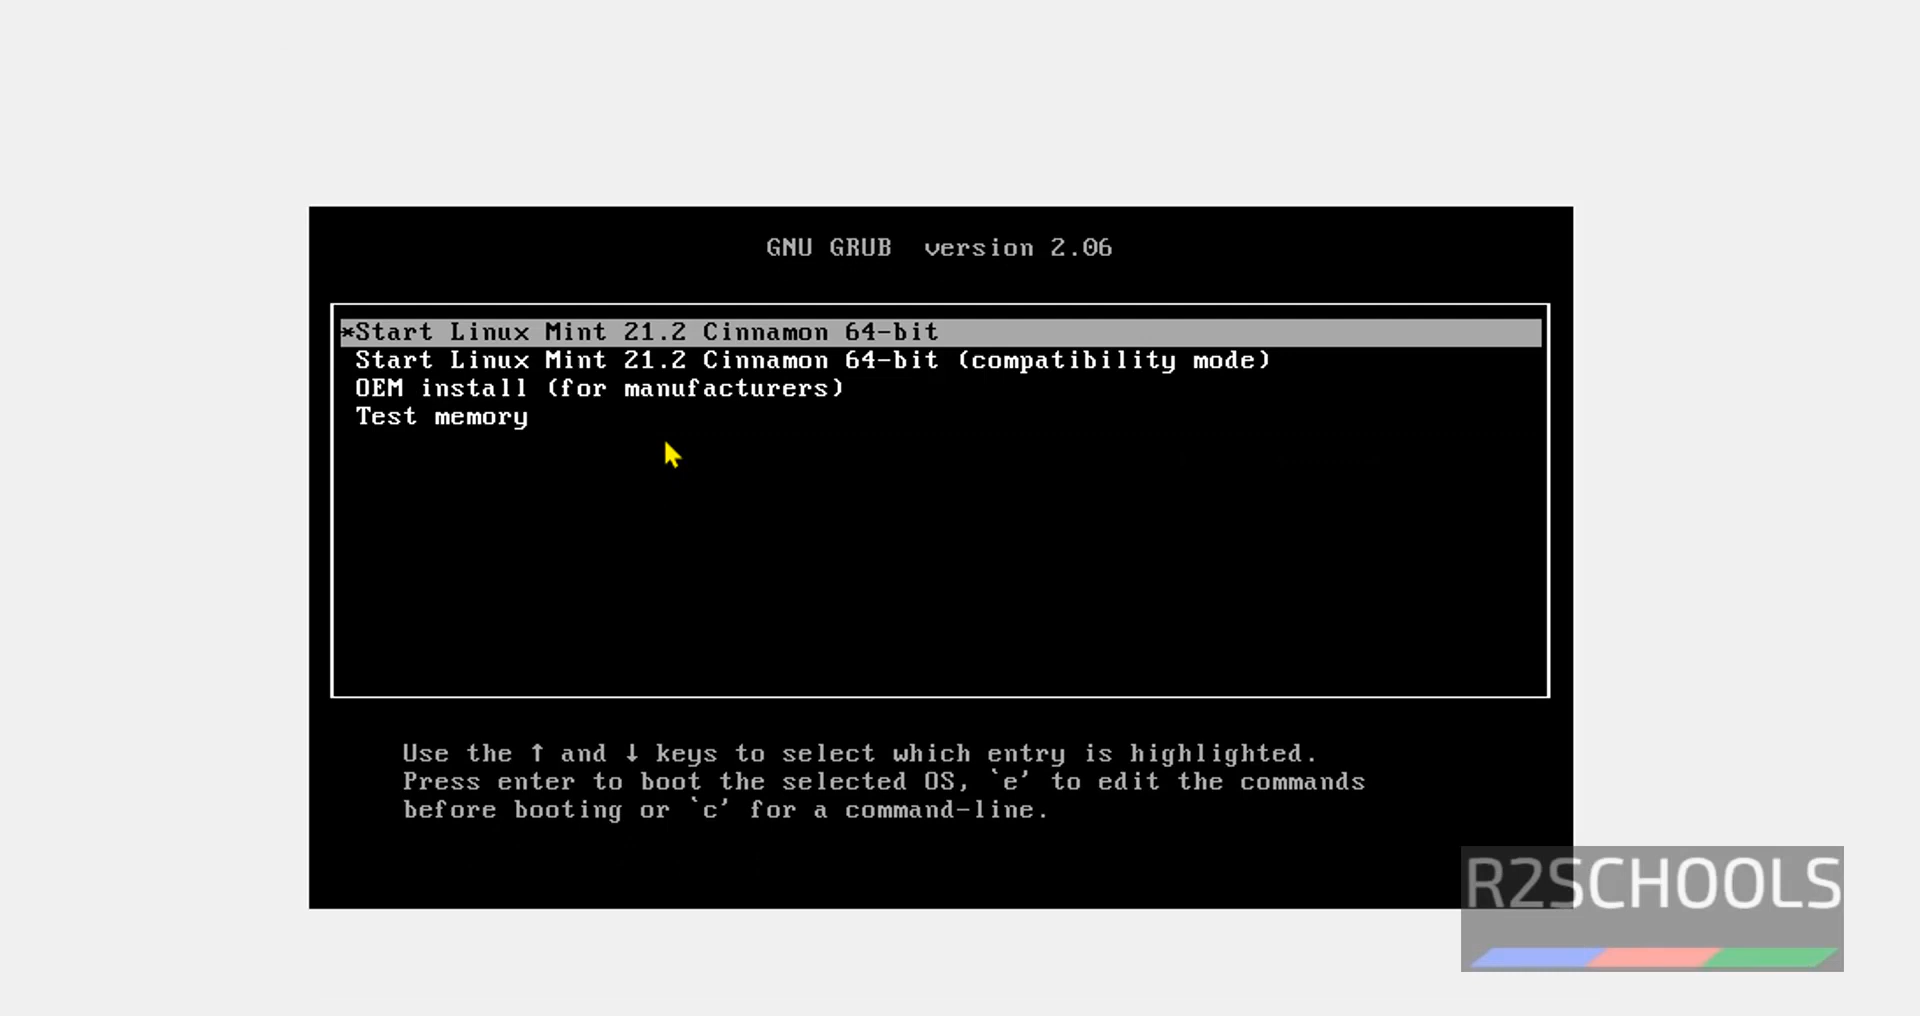 GNU GRUB  version 2.06
*Start Linux Mint 21.2 Cinnamon 64-bit
Start Linux Mint 21.2 Cinnamon 64-bit (compatibility mode)
OEM install (for manufacturers)
Test memory
Use the ↑ and ↓ keys to select which entry is highlighted.
Press enter to boot the selected OS, `e' to edit the commands
before booting or `c' for a command-line.
R2SCHOOLS